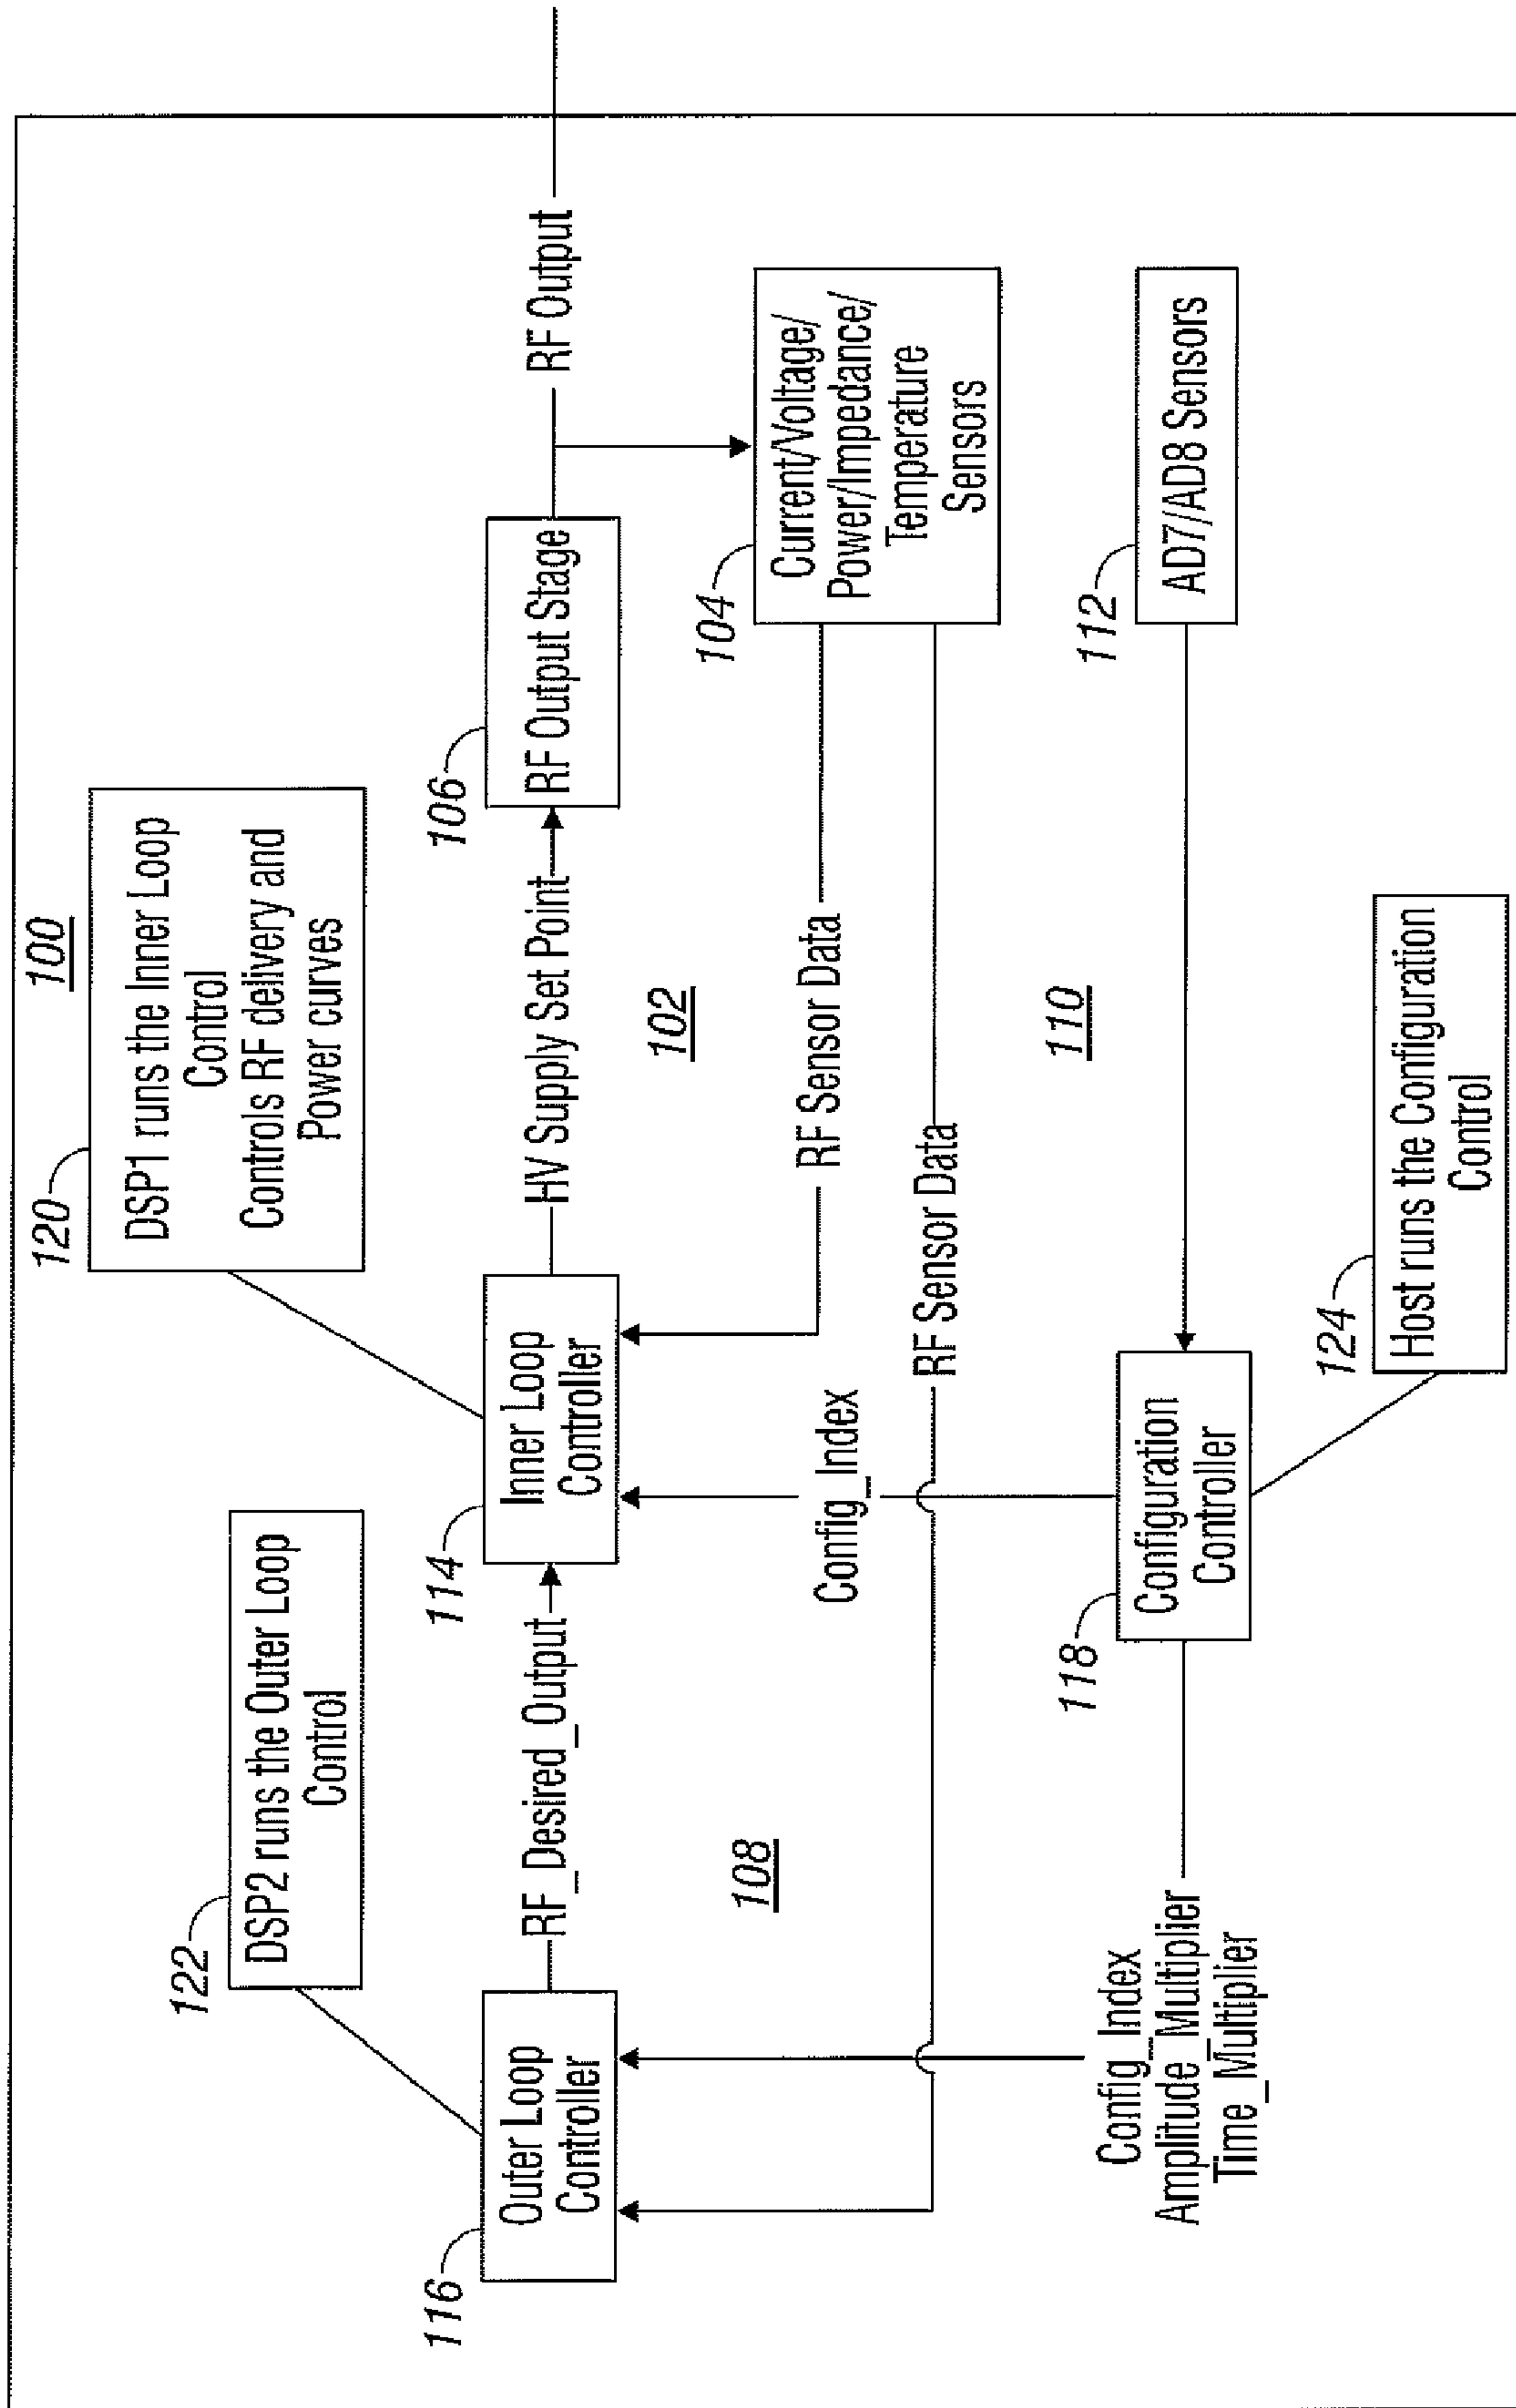 100
120
DSP1 runs the Inner Loop
Control
Controls RF delivery and
Power curves
122
DSP2 runs the Outer Loop
Control
116
Outer Loop
Controller
RF_Desired_Output
114
Inner Loop
Controller
HV Supply Set Point
106
RF Output Stage
RF Output
108
102
104
Current/Voltage/
Power/Impedance/
Temperature
Sensors
RF Sensor Data
Config_Index
RF Sensor Data
110
112
AD7/AD8 Sensors
Config_Index
Amplitude_Multiplier
Time_Multiplier
118
Configuration
Controller
124
Host runs the Configuration
Control